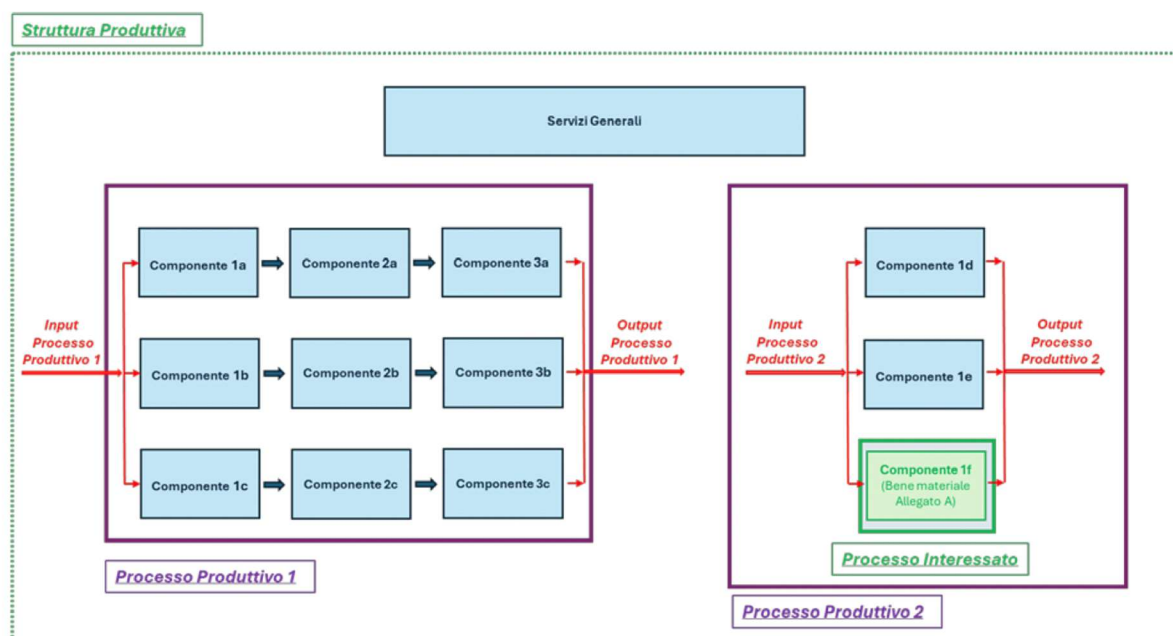 Struttura Produttiva
Servizi Generali
Componente 1a
Componente 2a
Componente 3a
Input
Processo
Produttivo 1
Componente 1b
Componente 2b
Componente 3b
Output
Processo
Produttivo 1
Componente 1c
Componente 2c
Componente 3c
Processo Produttivo 1
Componente 1d
Input
Processo
Produttivo 2
Componente 1e
Output
Processo
Produttivo 2
Componente 1f
(Bene materiale
Allegato A)
Processo Interessato
Processo Produttivo 2